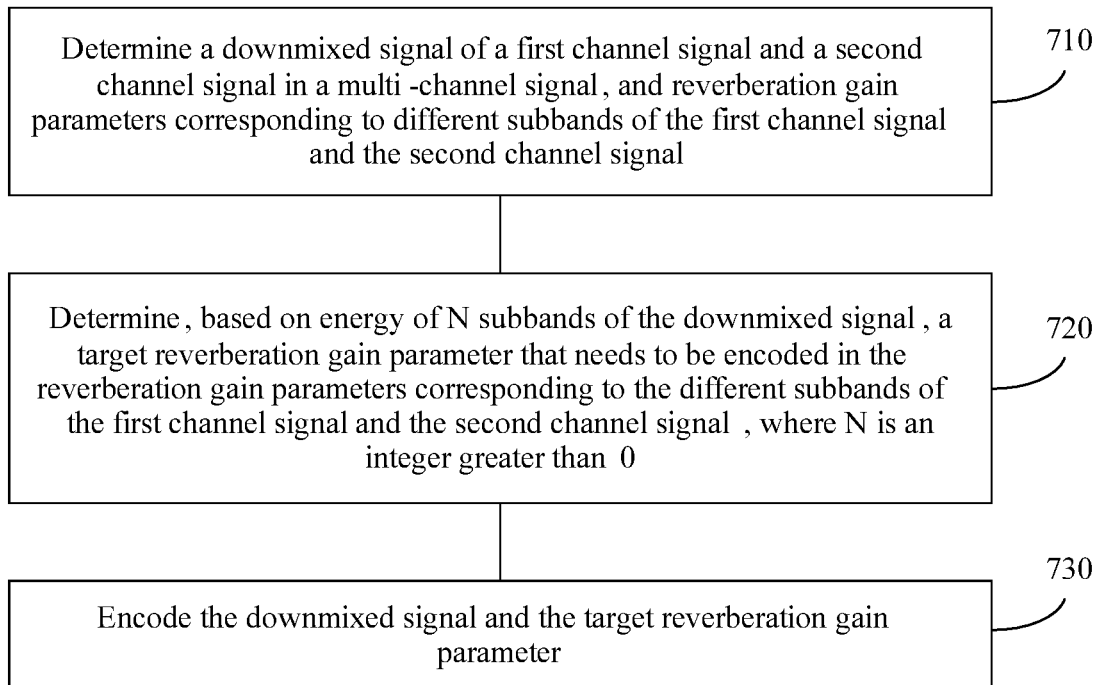 Determine a downmixed signal of a first channel signal and a second
channel signal in a multi -channel signal, and reverberation gain
parameters corresponding to different subbands of the first channel signal
and the second channel signal
710
Determine, based on energy of N subbands of the downmixed signal, a
target reverberation gain parameter that needs to be encoded in the
reverberation gain parameters corresponding to the different subbands of
the first channel signal and the second channel signal , where N is an
integer greater than 0
720
Encode the downmixed signal and the target reverberation gain
parameter
730